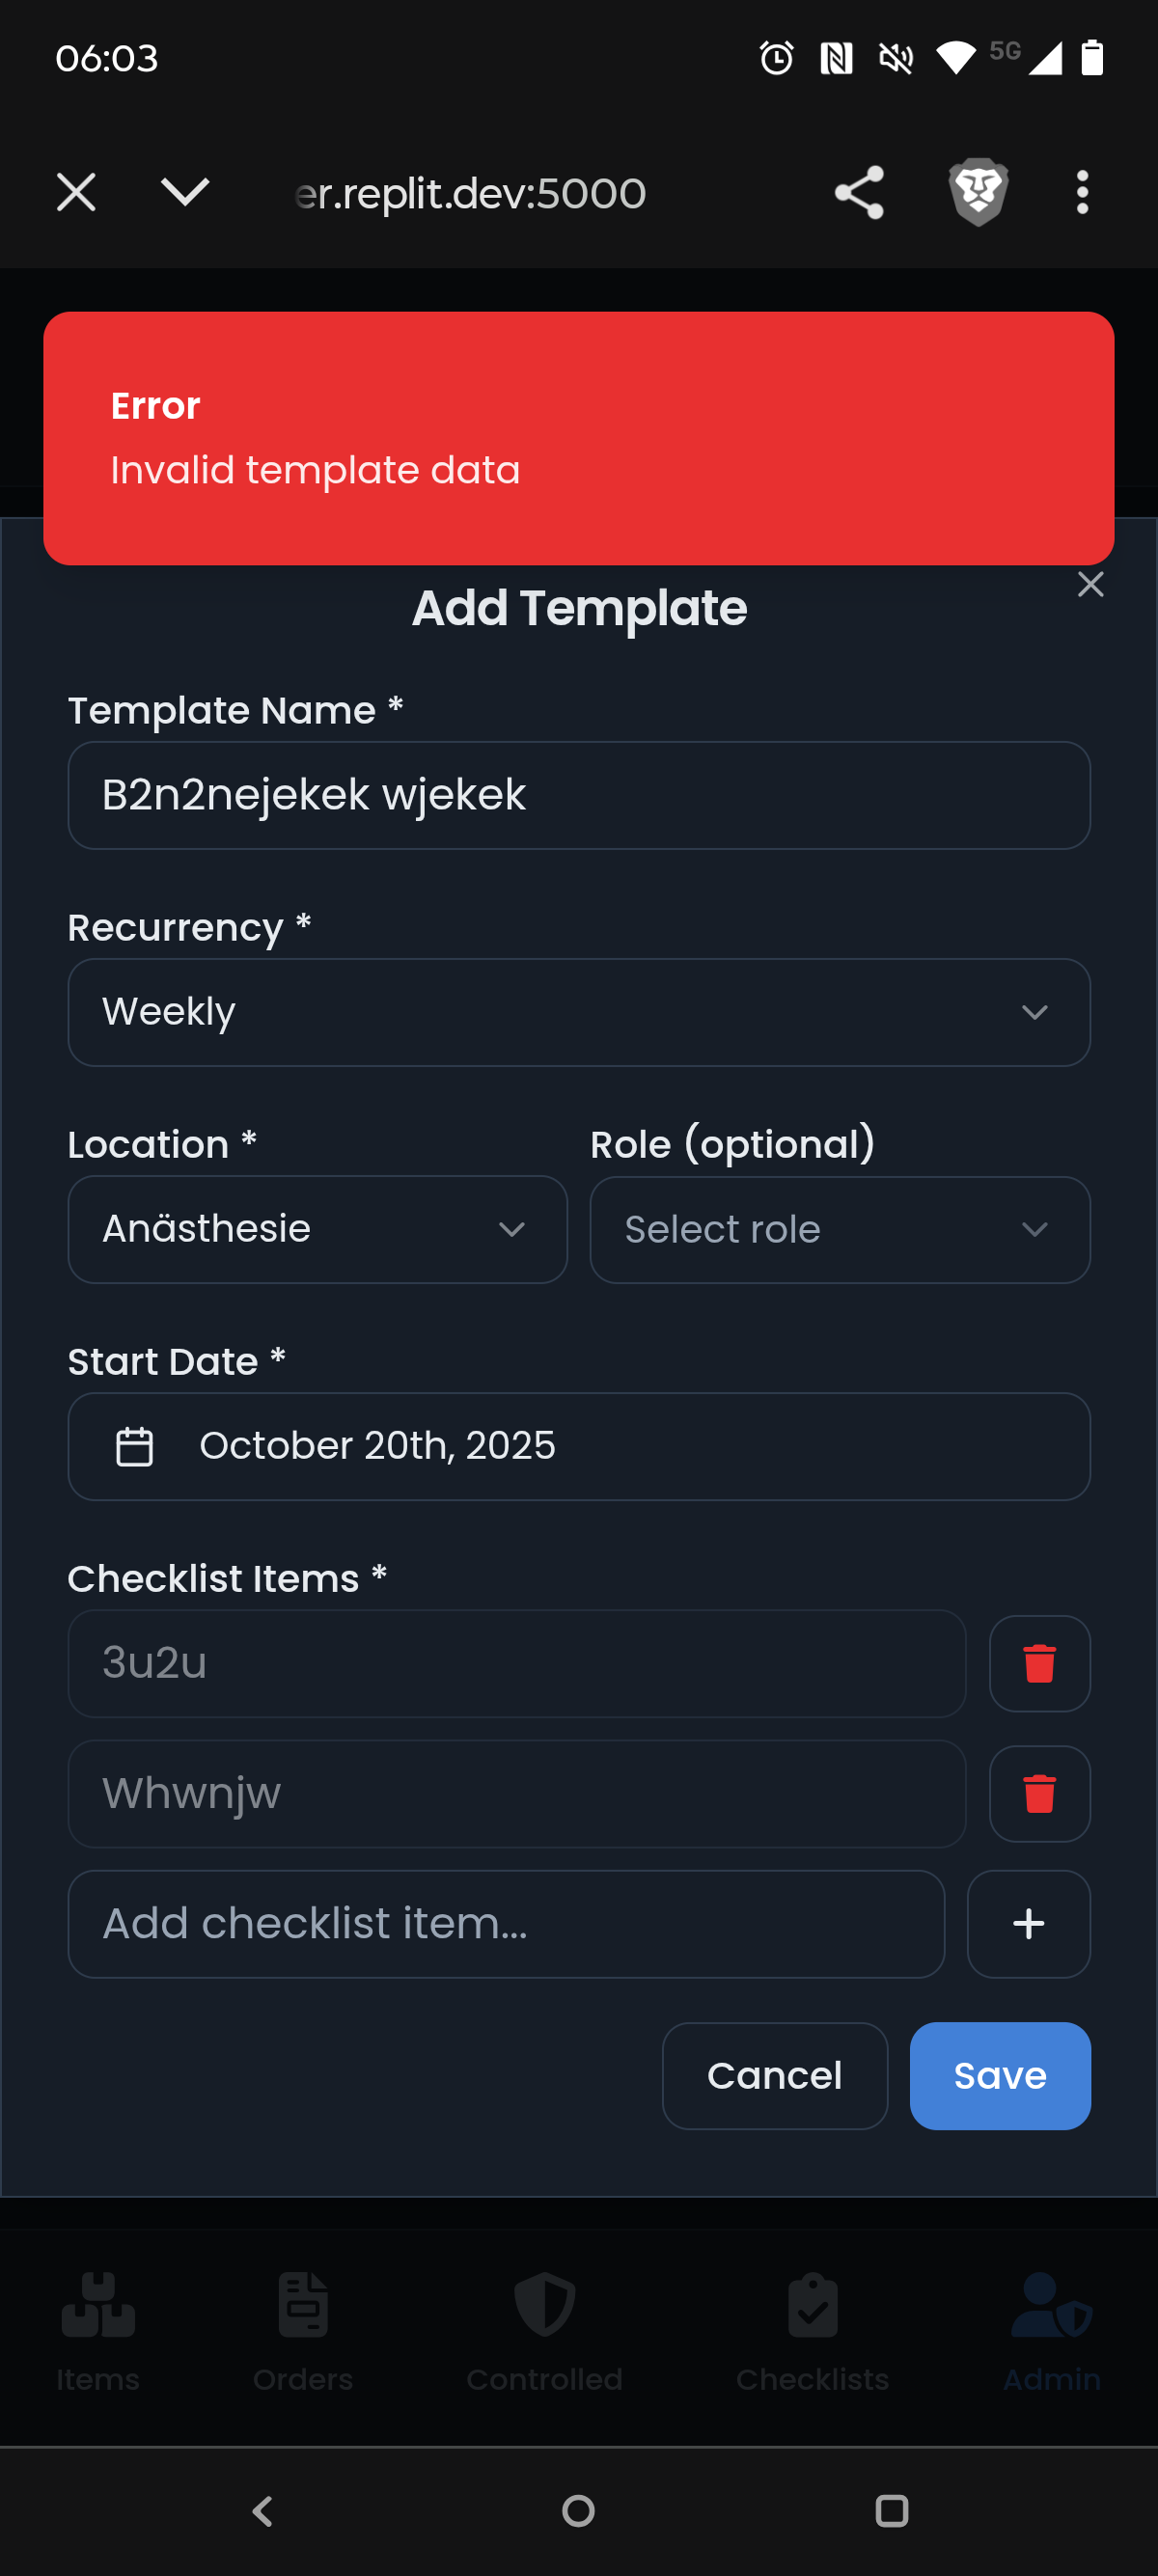 06:03
5G
er.replit.dev:5000
Error
Invalid template data
Add Template
Template Name *
B2n2nejekek wjekek
Recurrency *
Weekly
Location *
Role (optional)
Anästhesie
Select role
Start Date *
October 20th, 2025
Checklist Items *
3u2u
Whwnjw
Add checklist item...
Cancel
Save
Items
Orders
Controlled
Checklists
Admin